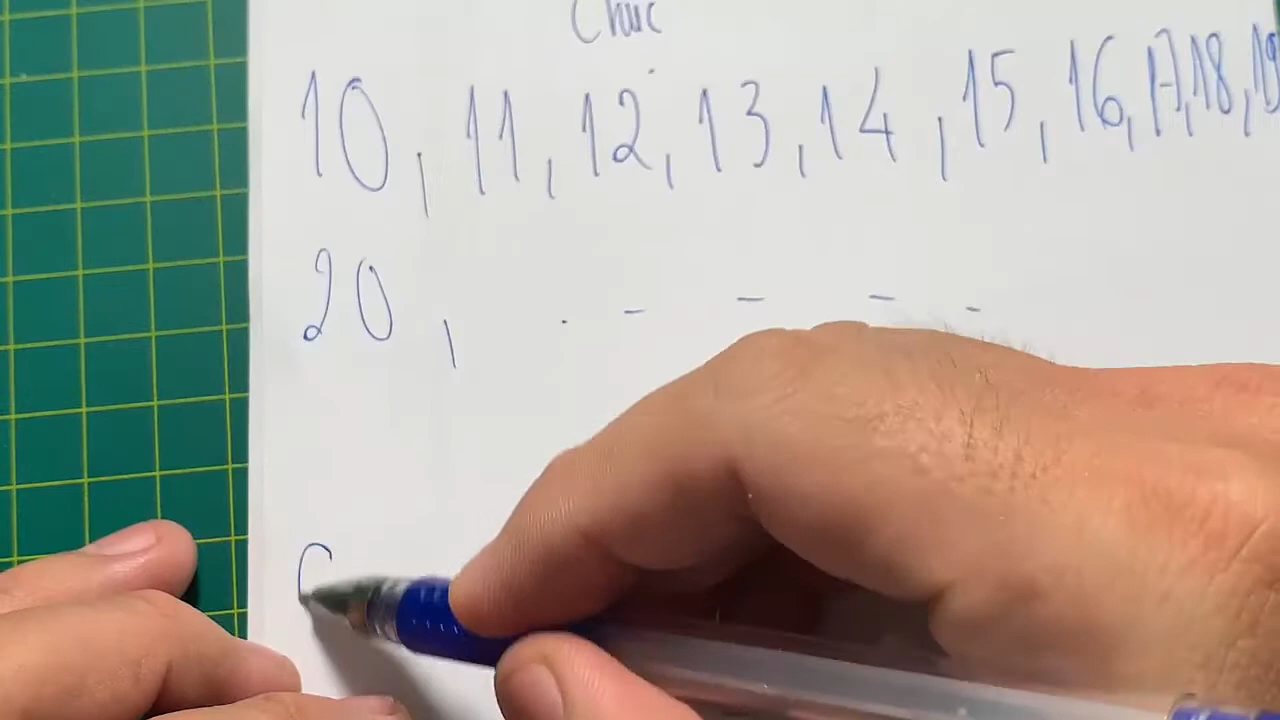 Chục
10, 11, 12, 13, 14, 15, 16, 17, 18, 19
20, . - - - -